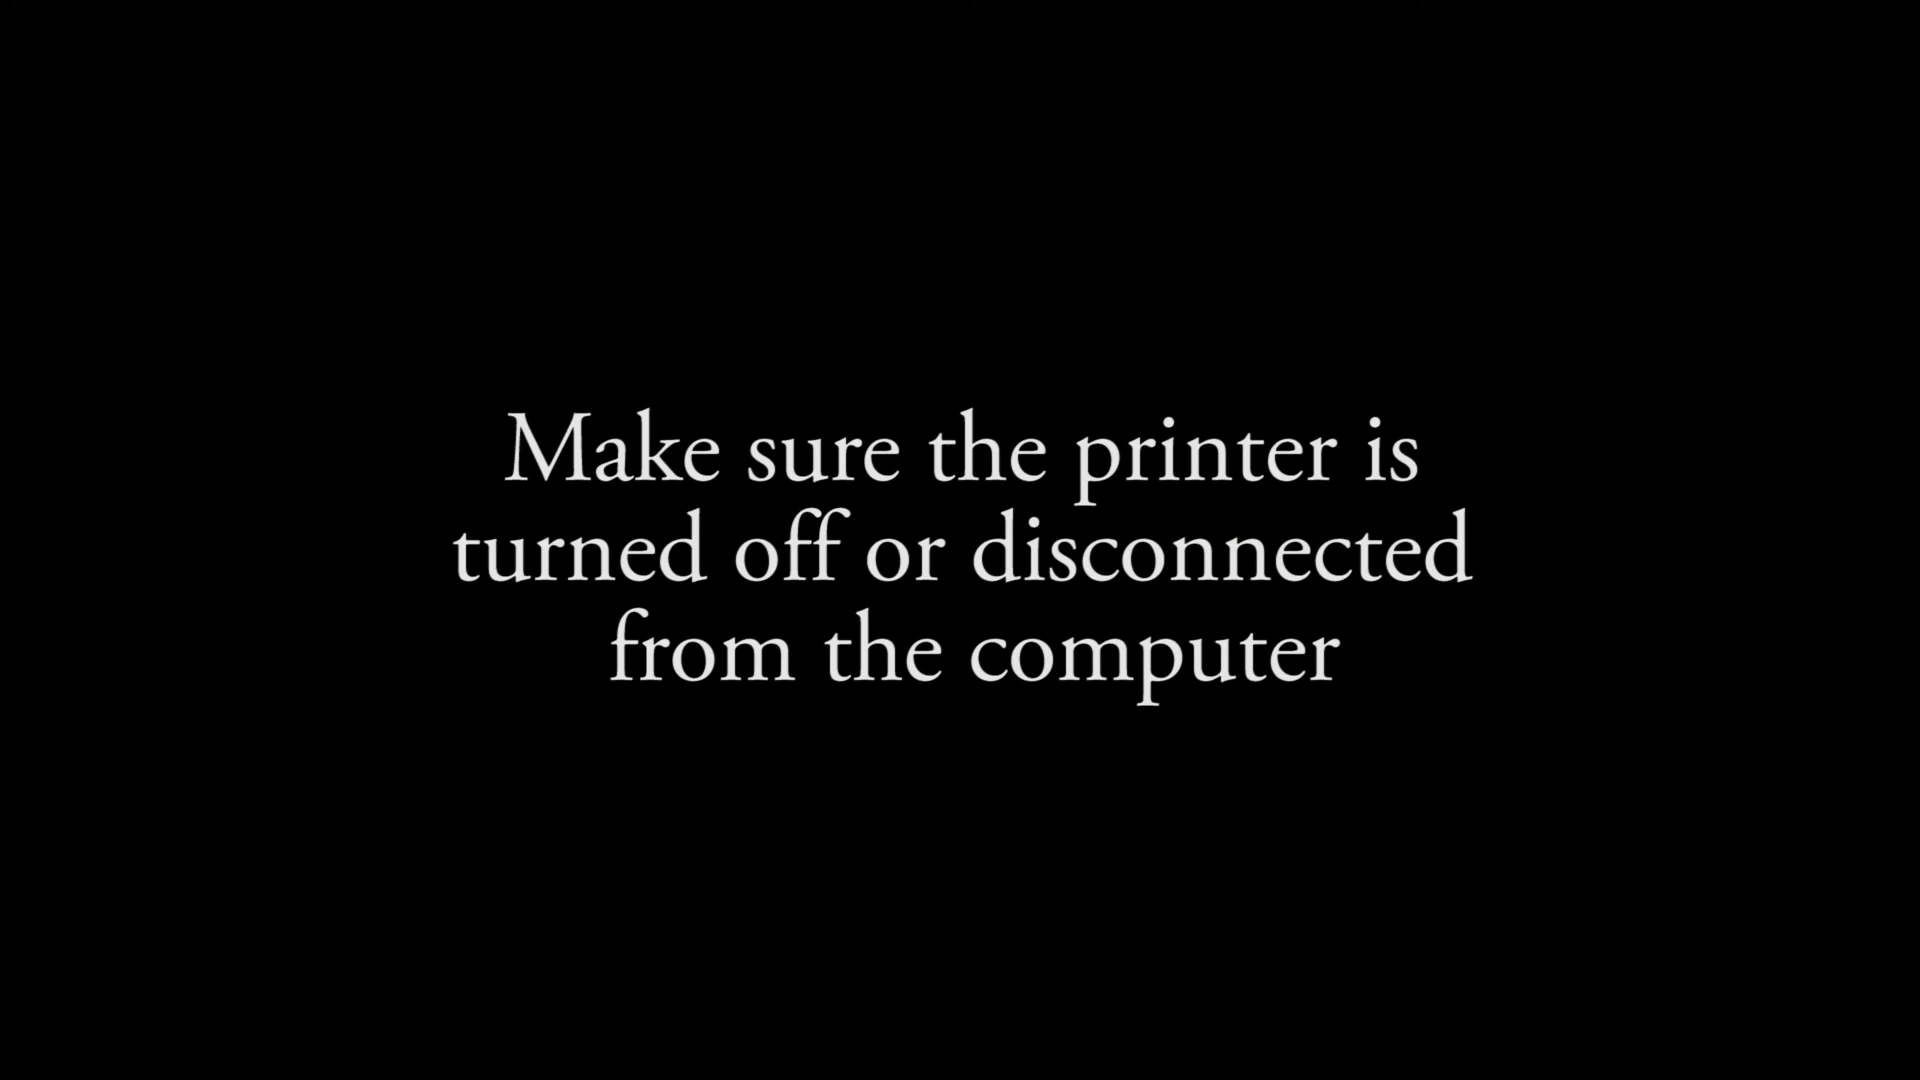 Make sure the printer is
turned off or disconnected
from the computer